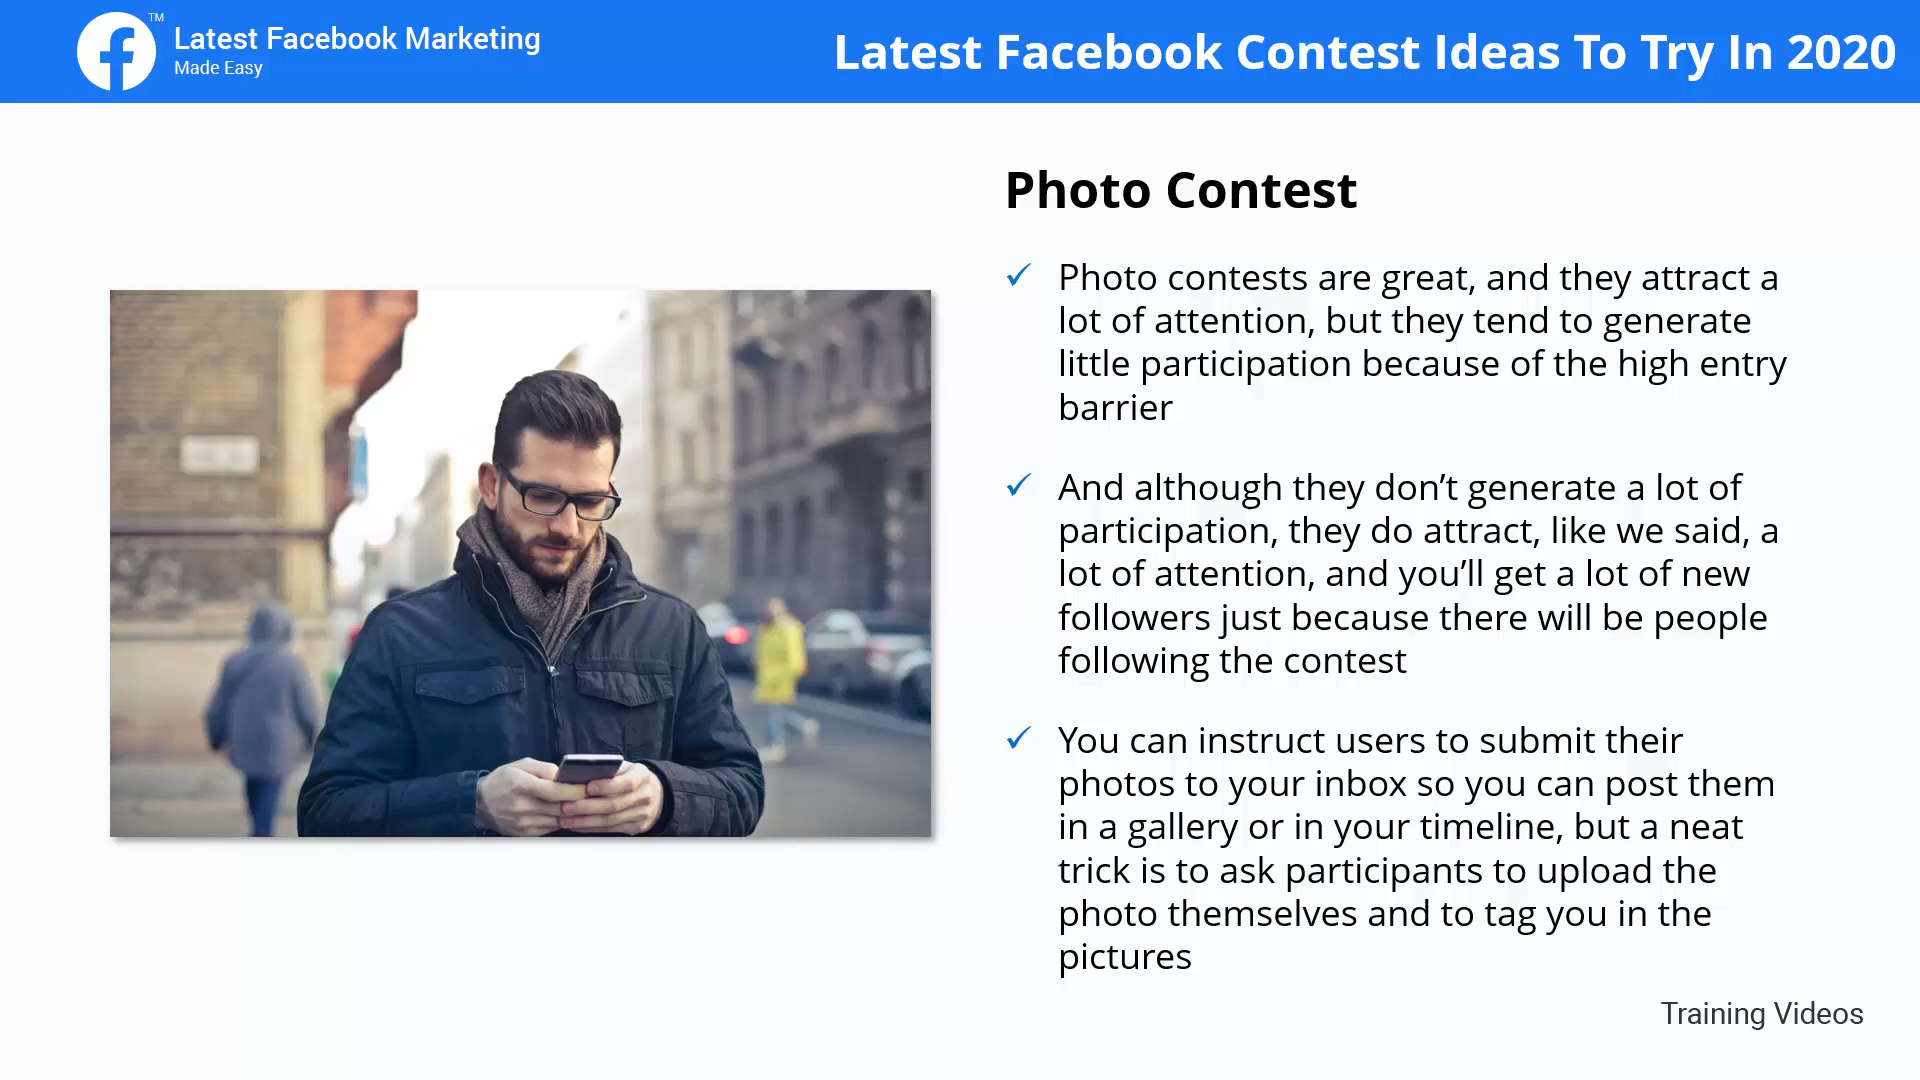 TM
Latest Facebook Marketing
Made Easy
Latest Facebook Contest Ideas To Try In 2020
Photo Contest
Photo contests are great, and they attract a
lot of attention, but they tend to generate
little participation because of the high entry
barrier
And although they don’t generate a lot of
participation, they do attract, like we said, a
lot of attention, and you’ll get a lot of new
followers just because there will be people
following the contest
You can instruct users to submit their
photos to your inbox so you can post them
in a gallery or in your timeline, but a neat
trick is to ask participants to upload the
photo themselves and to tag you in the
pictures
Training Videos